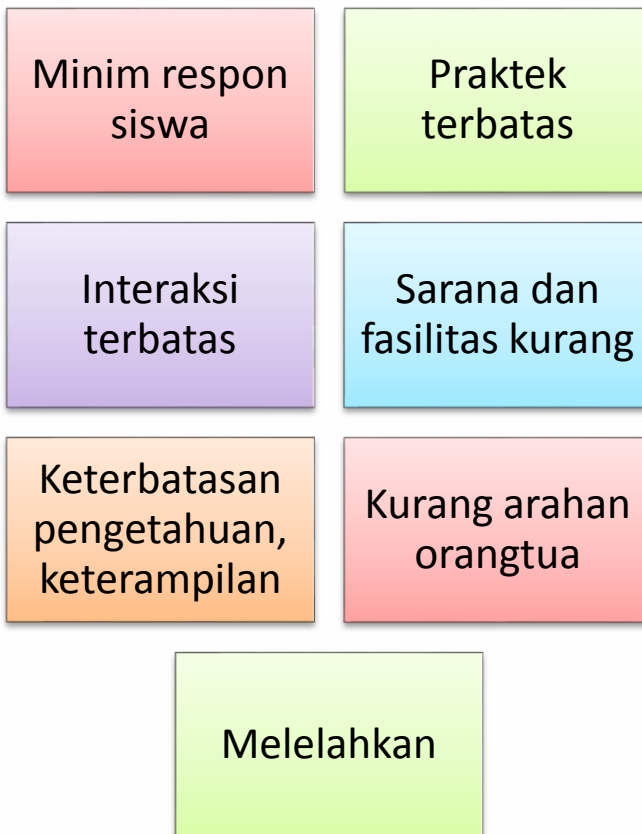 Minim respon
siswa
Praktek
terbatas
Interaksi
terbatas
Sarana dan
fasilitas kurang
Keterbatasan
pengetahuan,
keterampilan
Kurang arahan
orangtua
Melelahkan